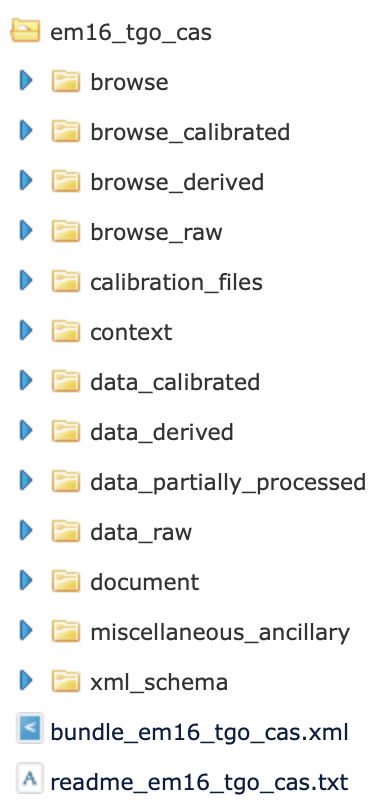 em16_tgo_cas
browse
browse_calibrated
browse_derived
browse_raw
calibration_files
context
data_calibrated
data_derived
data_partially_processed
data_raw
document
miscellaneous_ancillary
xml_schema
bundle_em16_tgo_cas.xml
readme_em16_tgo_cas.txt